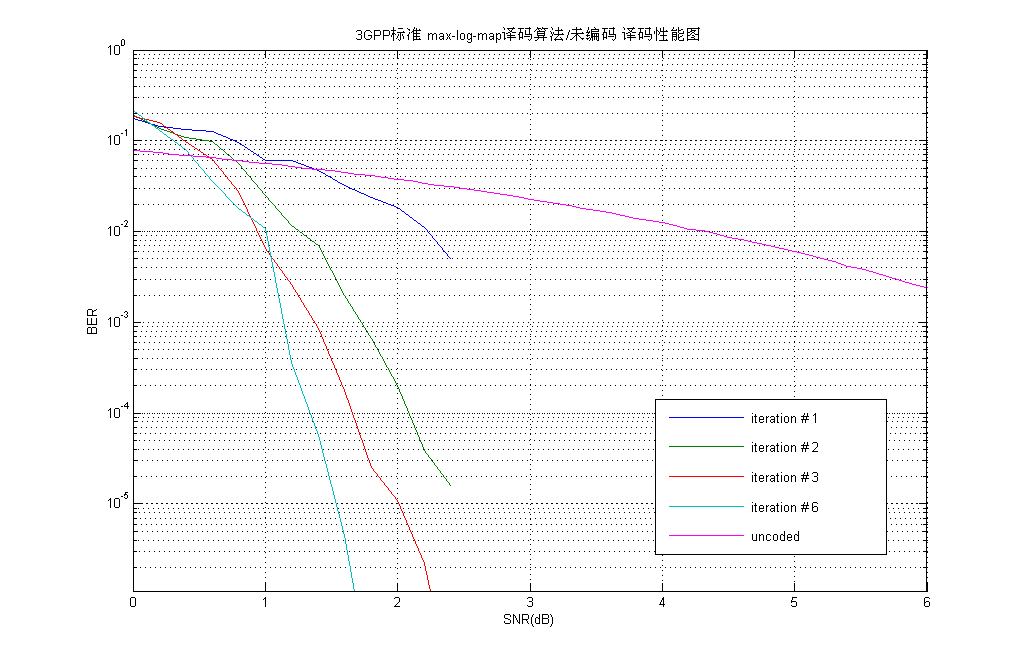 3GPP标准 max-log-map译码算法/未编码 译码性能图
10^0
10^-1
10^-2
10^-3
10^-4
10^-5
BER
iteration #1
iteration #2
iteration #3
iteration #6
uncoded
0 1 2 3 4 5 6
SNR(dB)